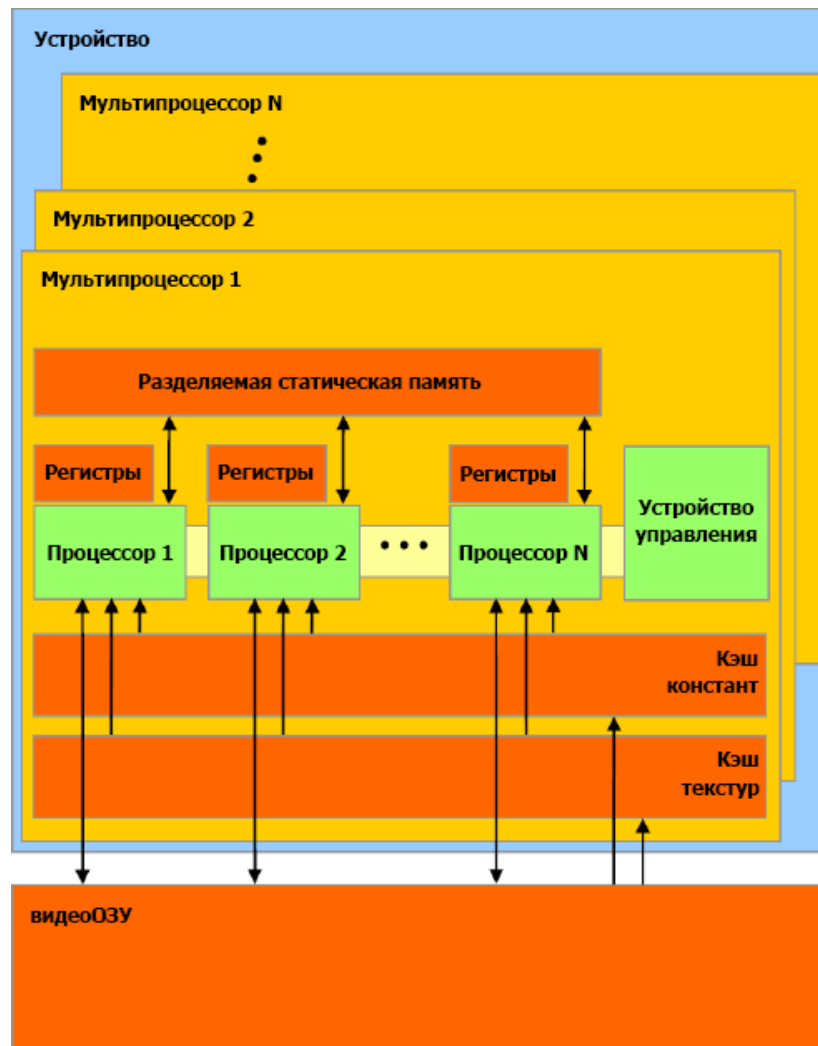 Устройство
Мультипроцессор N
Мультипроцессор 2
Мультипроцессор 1
Разделяемая статическая память
Регистры
Регистры
Регистры
Процессор 1
Процессор 2
Процессор N
Устройство
управления
Кэш
констант
Кэш
текстур
видеоОЗУ